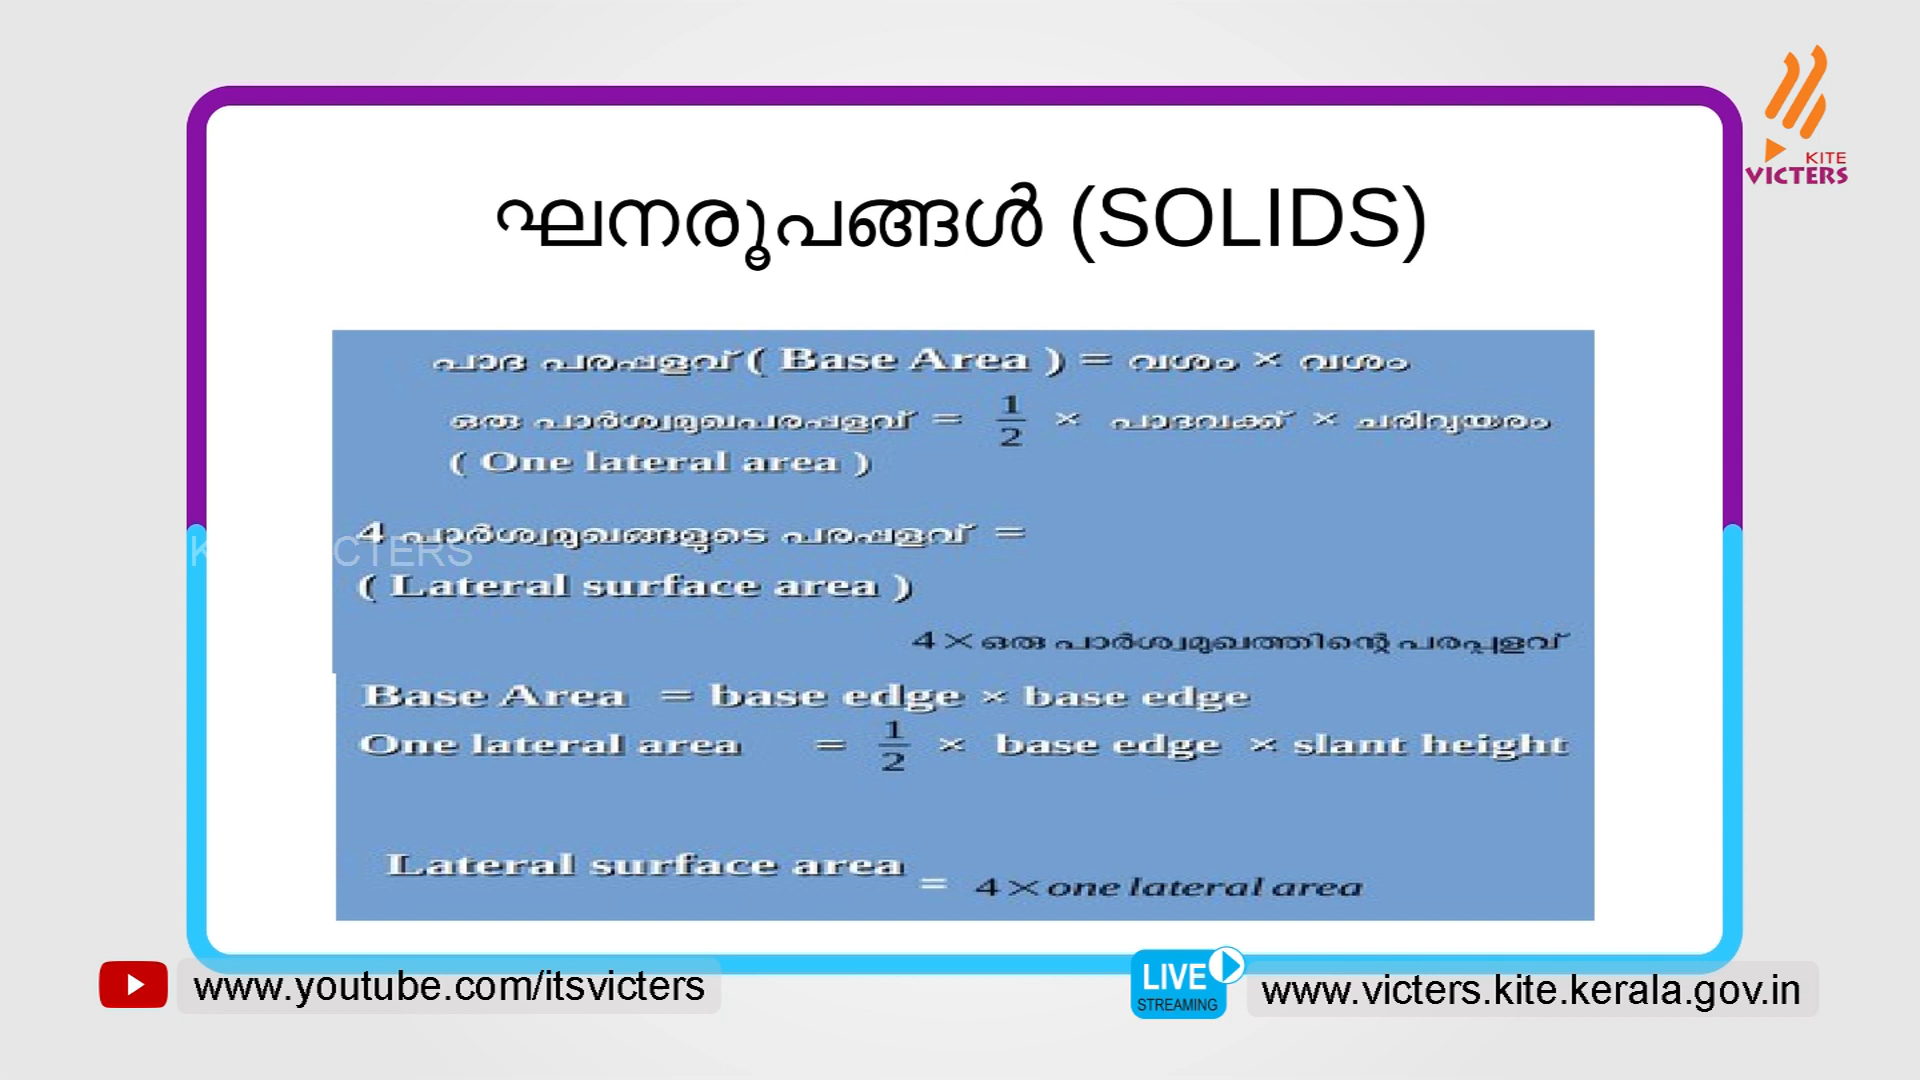 KITE
VICTERS
ഘനരൂപങ്ങൾ (SOLIDS)
പാദ പരപ്പളവ് ( Base Area ) = വശം × വശം
ഒരു പാർശ്വമുഖപരപ്പളവ് = 1/2 × പാദവക്ക് × ചരിവുയരം
( One lateral area )
4 പാർശ്വമുഖങ്ങളുടെ പരപ്പളവ് =
( Lateral surface area )
4 × ഒരു പാർശ്വമുഖത്തിന്റെ പരപ്പളവ്
Base Area = base edge × base edge
One lateral area = 1/2 × base edge × slant height
Lateral surface area = 4 × one lateral area
www.youtube.com/itsvicters
LIVE
STREAMING
www.victers.kite.kerala.gov.in